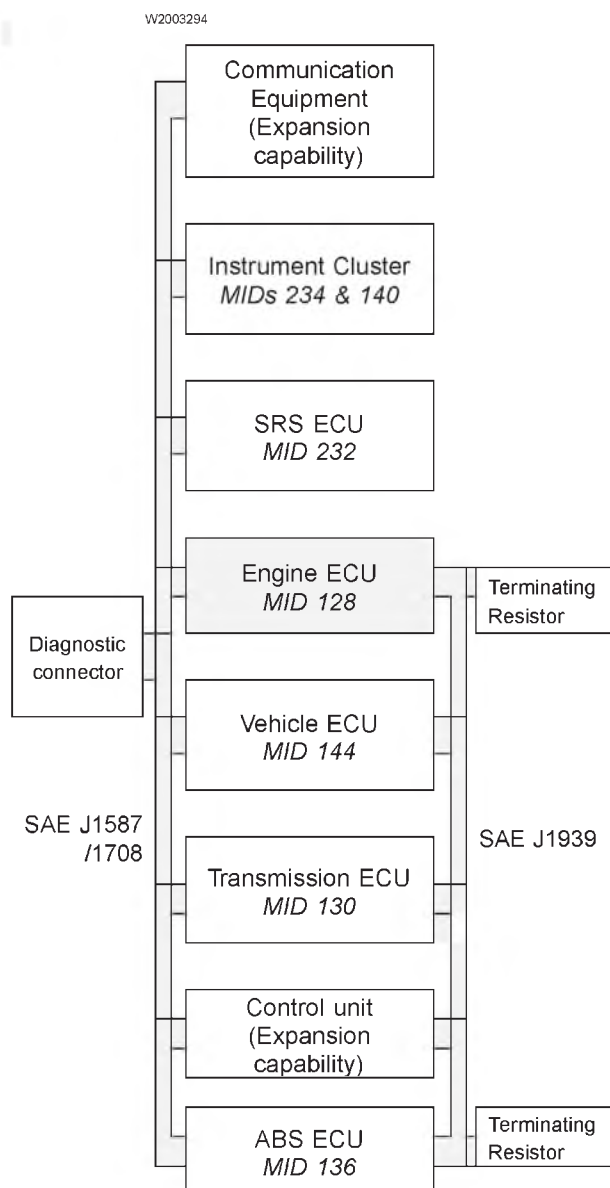 W2003294
Communication
Equipment
(Expansion
capability)
Instrument Cluster
MIDs 234 & 140
SRS ECU
MID 232
Engine ECU
MID 128
Terminating
Resistor
Diagnostic
connector
Vehicle ECU
MID 144
SAE J1587
/1708
SAE J1939
Transmission ECU
MID 130
Control unit
(Expansion
capability)
ABS ECU
MID 136
Terminating
Resistor